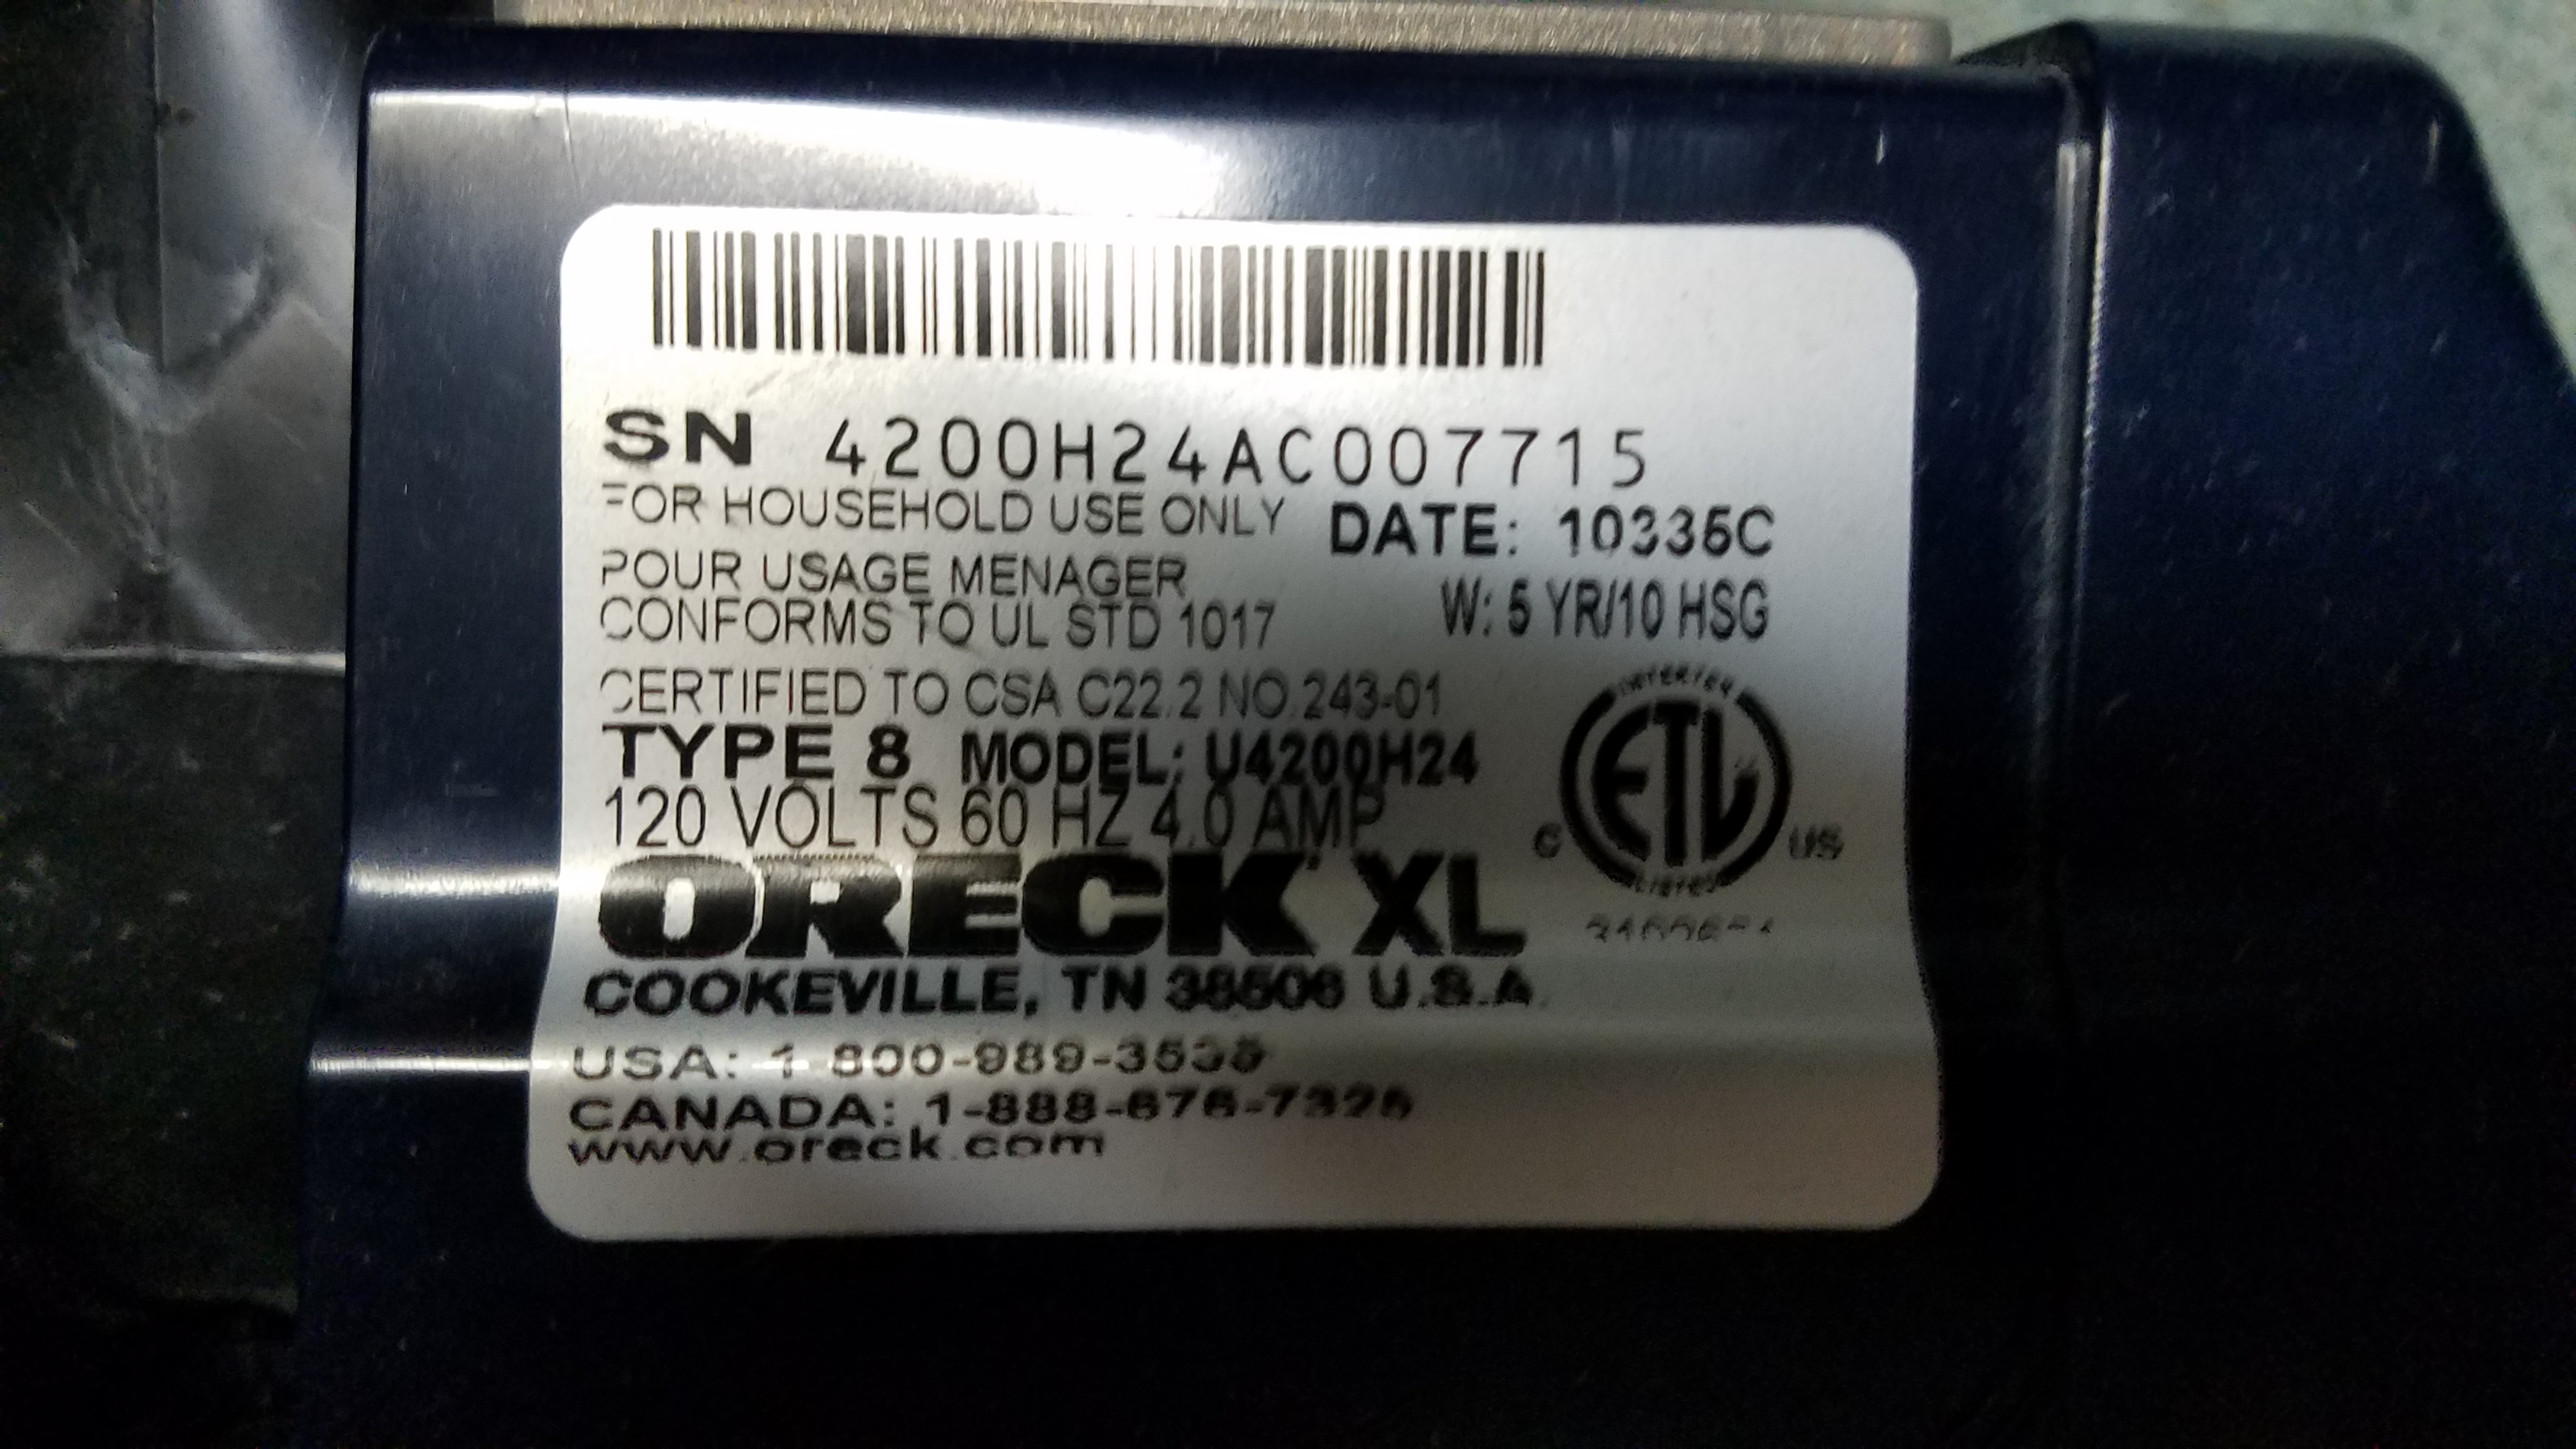 SN 4200H24AC007715
FOR HOUSEHOLD USE ONLY DATE: 10335C
POUR USAGE MENAGER
CONFORMS TO UL STD 1017 W: 5 YR/10 HSG
CERTIFIED TO CSA C22.2 NO.243-01
TYPE 8 MODEL: U4200H24
120 VOLTS 60 HZ 4.0 AMP
INTERTEK
ETL
C US
LISTED
ORECK XL
COOKEVILLE, TN 38506 U.S.A.
USA: 1-800-989-3535
CANADA: 1-888-676-7325
www.oreck.com